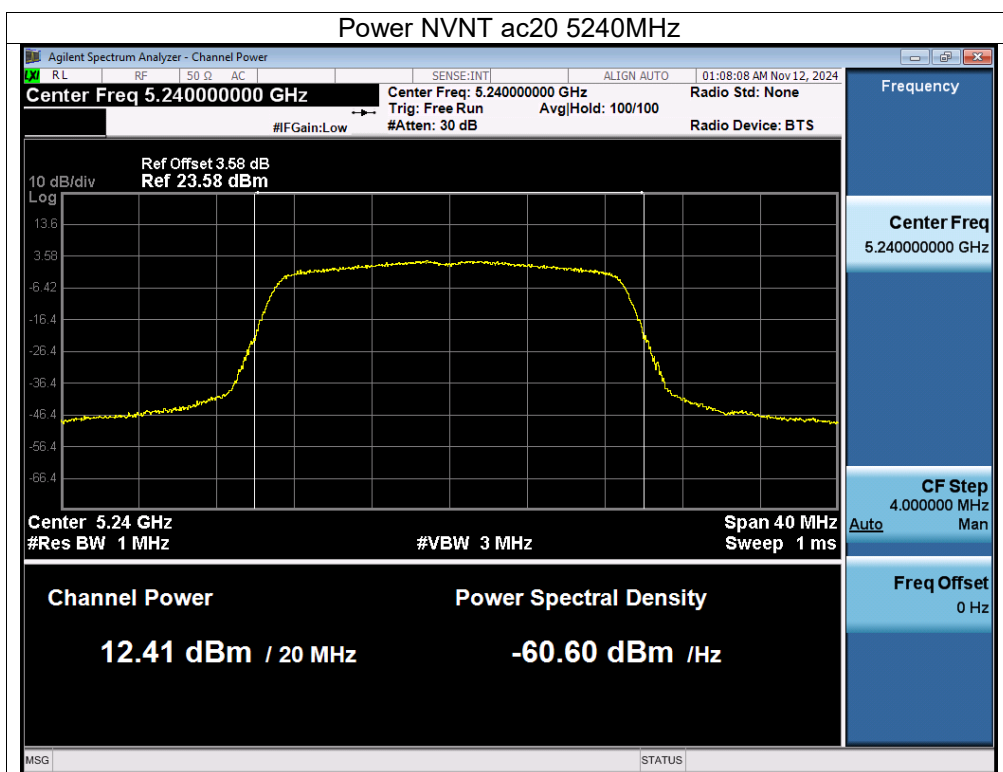 Power NVNT ac20 5240MHz
Agilent Spectrum Analyzer - Channel Power
LXI RL RF 50 Ω AC SENSE:INT ALIGN AUTO 01:08:08 AM Nov 12, 2024
Center Freq 5.240000000 GHz
Center Freq: 5.240000000 GHz
Radio Std: None
Trig: Free Run Avg|Hold: 100/100
#IFGain:Low #Atten: 30 dB
Radio Device: BTS
Ref Offset 3.58 dB
10 dB/div Ref 23.58 dBm
Log
13.6
3.58
-6.42
-16.4
-26.4
-36.4
-46.4
-56.4
-66.4
Center 5.24 GHz Span 40 MHz
#Res BW 1 MHz #VBW 3 MHz Sweep 1 ms
Channel Power Power Spectral Density
12.41 dBm / 20 MHz -60.60 dBm /Hz
Frequency
Center Freq
5.240000000 GHz
CF Step
4.000000 MHz
Auto Man
Freq Offset
0 Hz
MSG STATUS